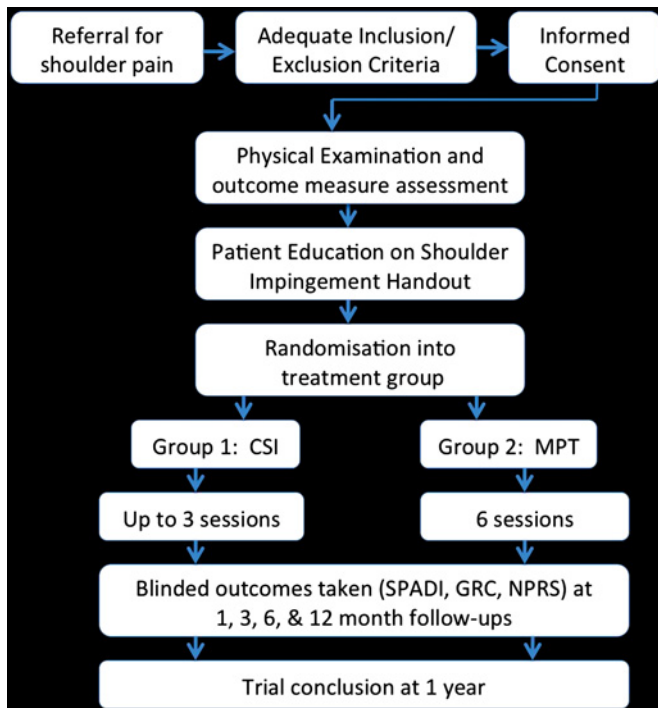 Referral for
shoulder pain
Adequate Inclusion/
Exclusion Criteria
Informed
Consent
Physical Examination and
outcome measure assessment
Patient Education on Shoulder
Impingement Handout
Randomisation into
treatment group
Group 1: CSI
Group 2: MPT
Up to 3 sessions
6 sessions
Blinded outcomes taken (SPADI, GRC, NPRS) at
1, 3, 6, & 12 month follow-ups
Trial conclusion at 1 year